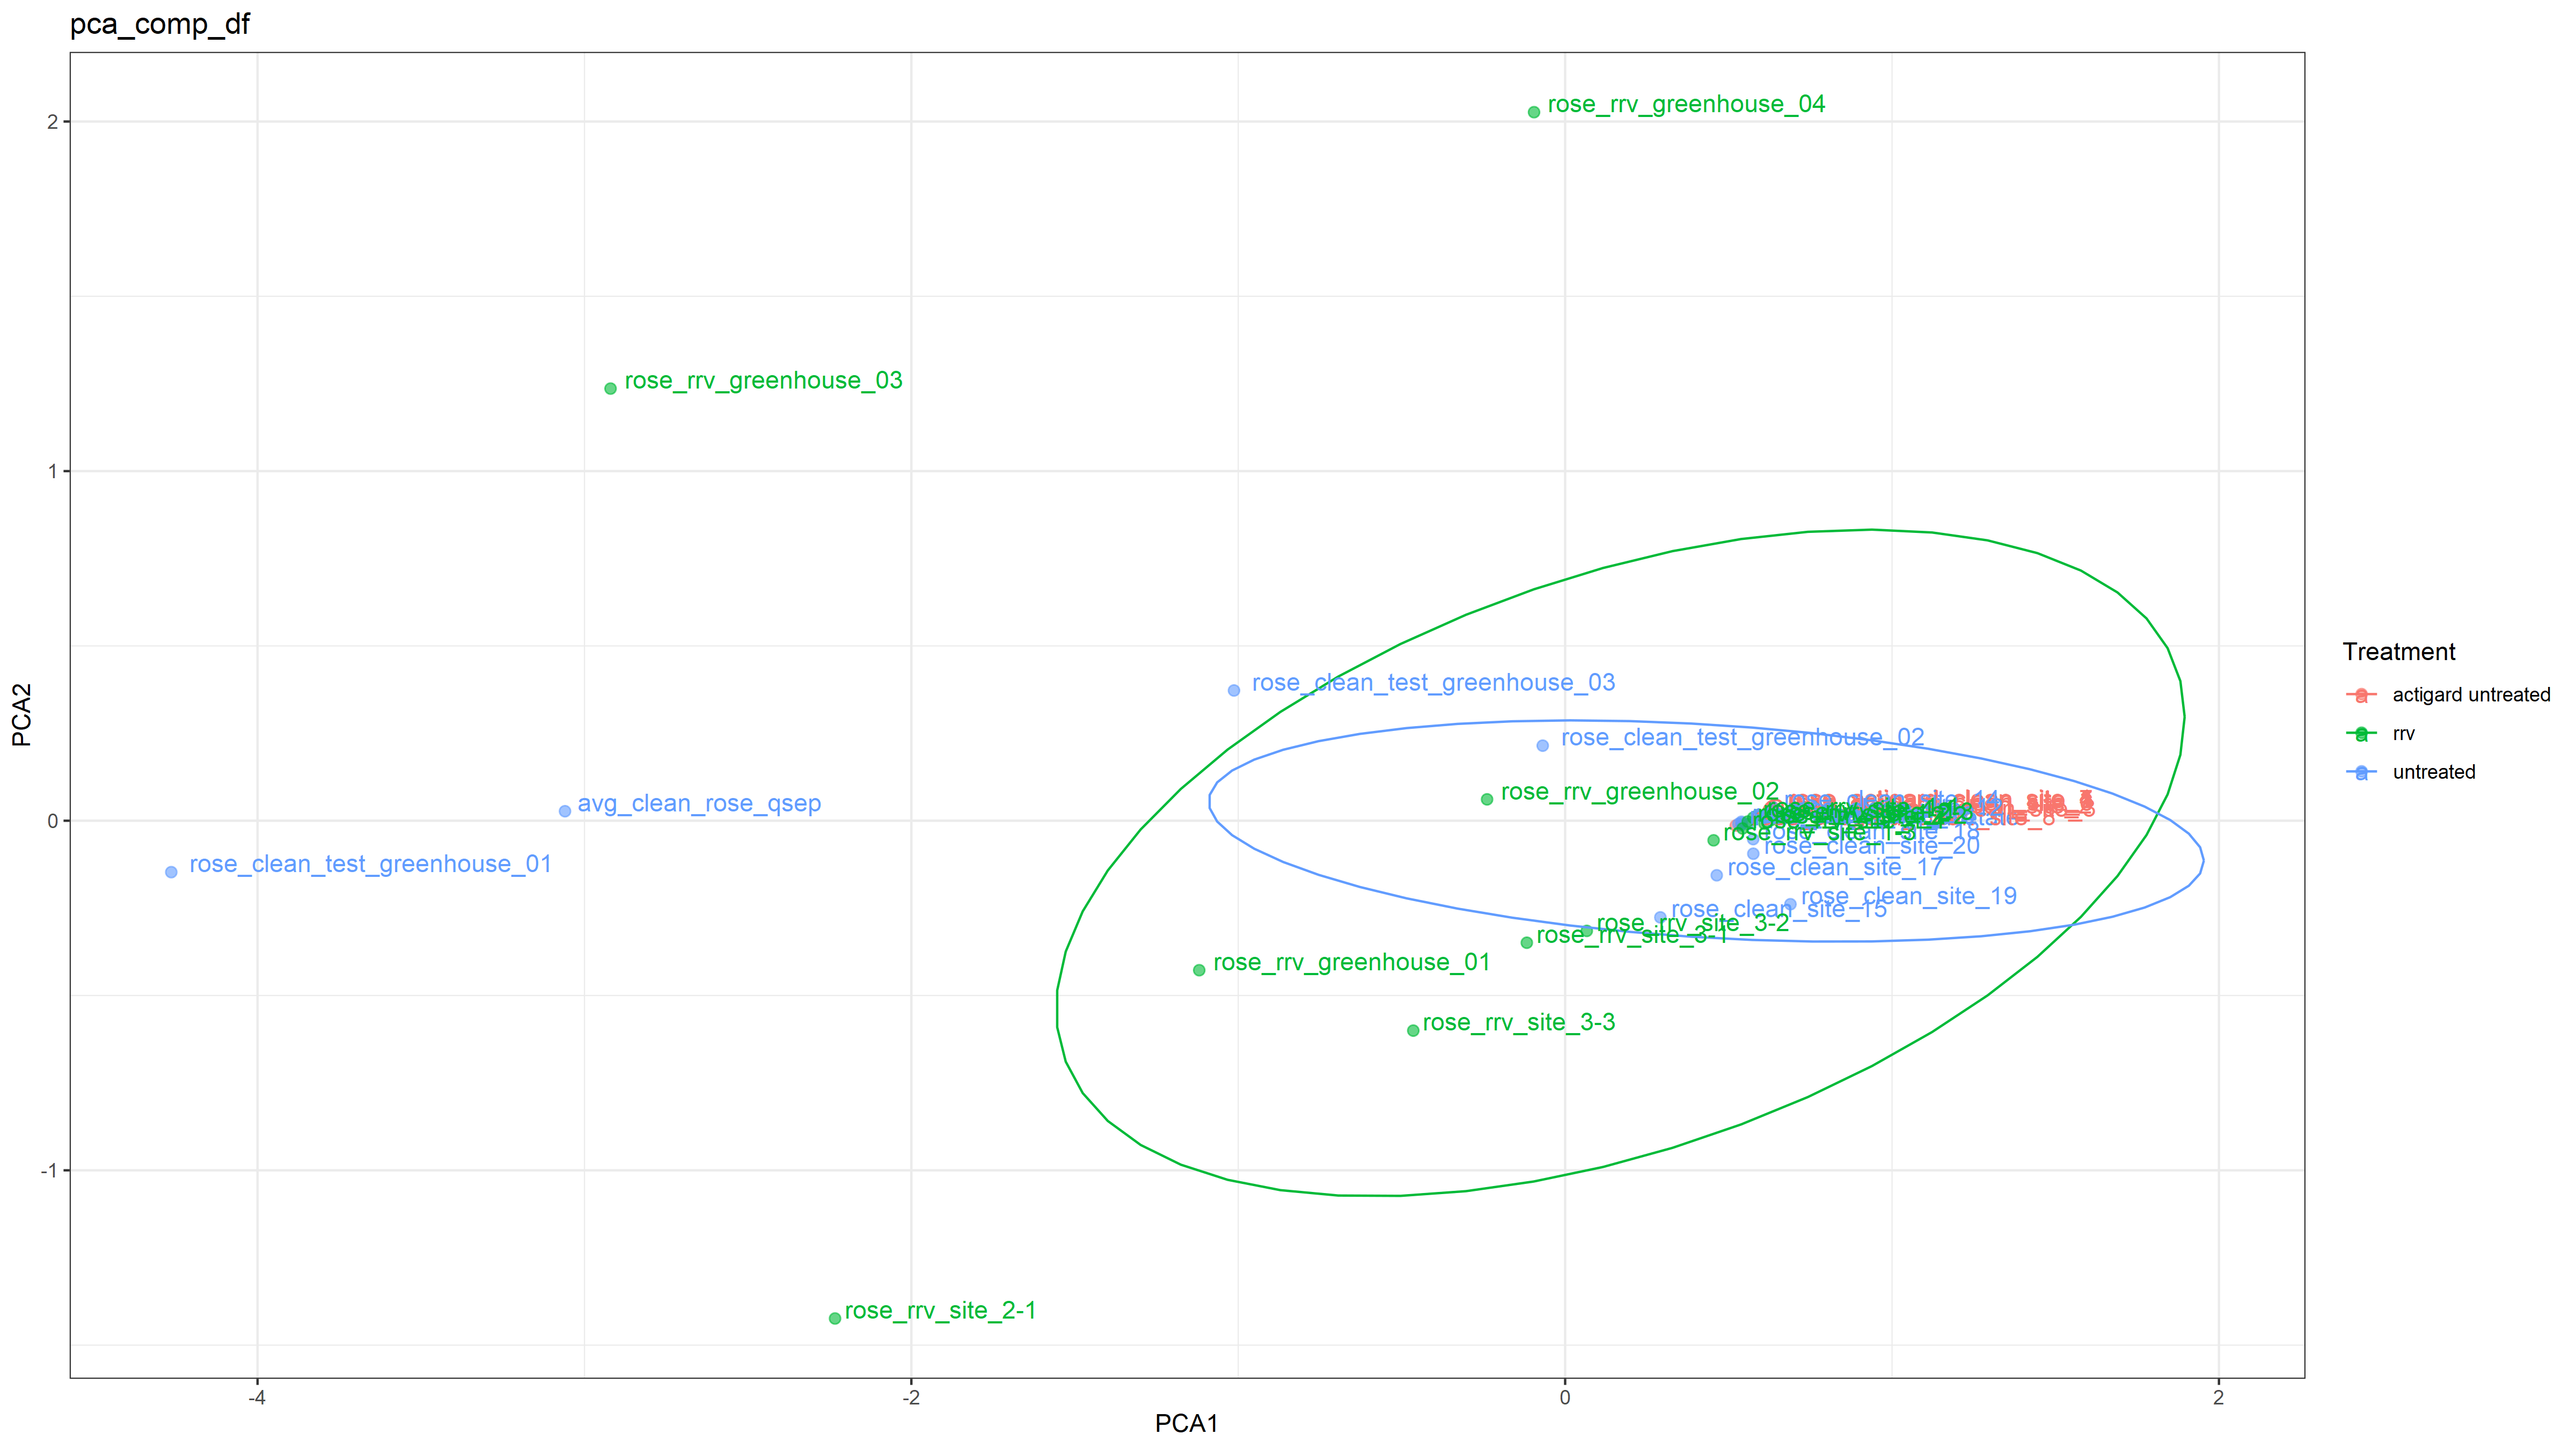 pca_comp_df
2
rose_rrv_greenhouse_04
rose_rrv_greenhouse_03
1
rose_clean_test_greenhouse_03
rose_clean_test_greenhouse_02
rose_rrv_greenhouse_02
avg_clean_rose_qsep
0
rose_clean_site_18
rose_clean_site_20
rose_clean_test_greenhouse_01
rose_clean_site_17
rose_clean_site_19
rose_clean_site_15
rose_rrv_site_3-2
rose_rrv_site_3-1
rose_rrv_greenhouse_01
rose_rrv_site_3-3
-1
rose_rrv_site_2-1
-4
-2
0
2
PCA1
PCA2
Treatment
actigard untreated
rrv
untreated